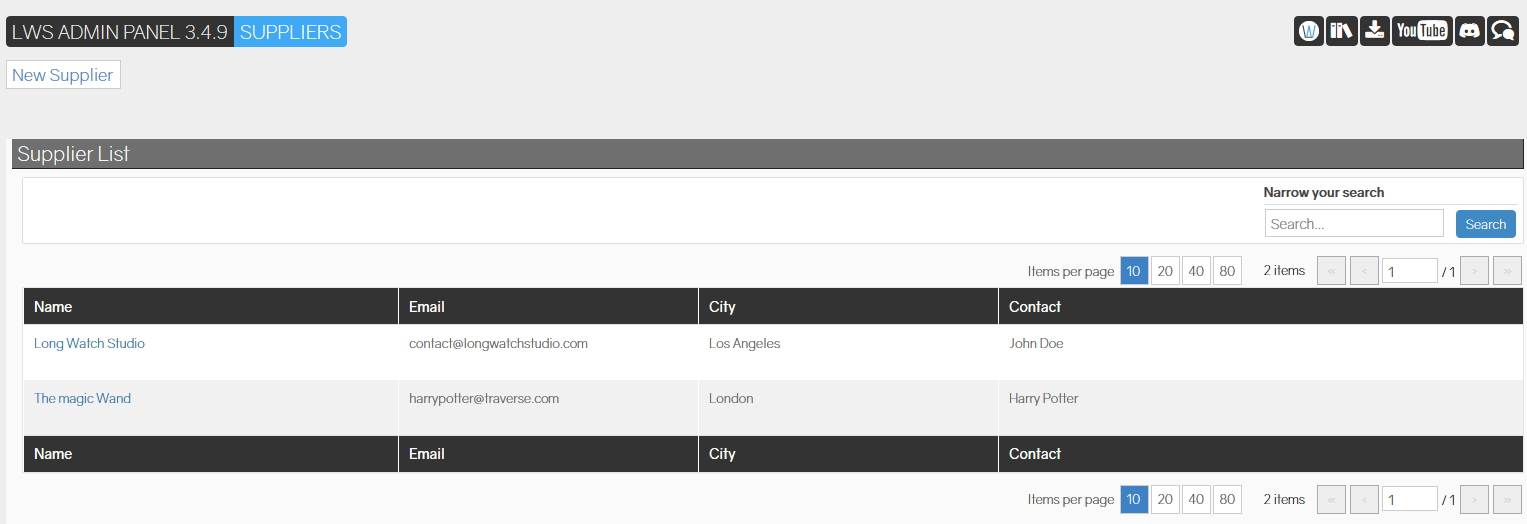 LWS ADMIN PANEL 3.4.9 SUPPLIERS
W YouTube
New Supplier
Supplier List
Narrow your search
Search... Search
Items per page 10 20 40 80 2 items « ‹ 1 / 1 › »
Name Email City Contact
Long Watch Studio contact@longwatchstudio.com Los Angeles John Doe
The magic Wand harrypotter@traverse.com London Harry Potter
Name Email City Contact
Items per page 10 20 40 80 2 items « ‹ 1 / 1 › »